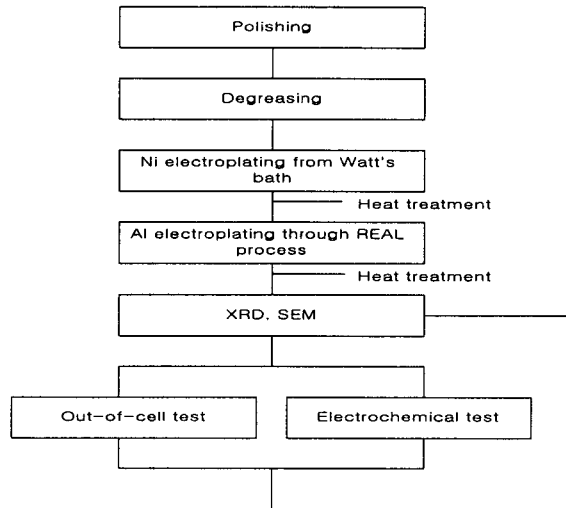 Polishing
Degreasing
Ni electroplating from Watt's
bath
Heat treatment
Al electroplating through REAL
process
Heat treatment
XRD. SEM
Out-of-cell test
Electrochemical test